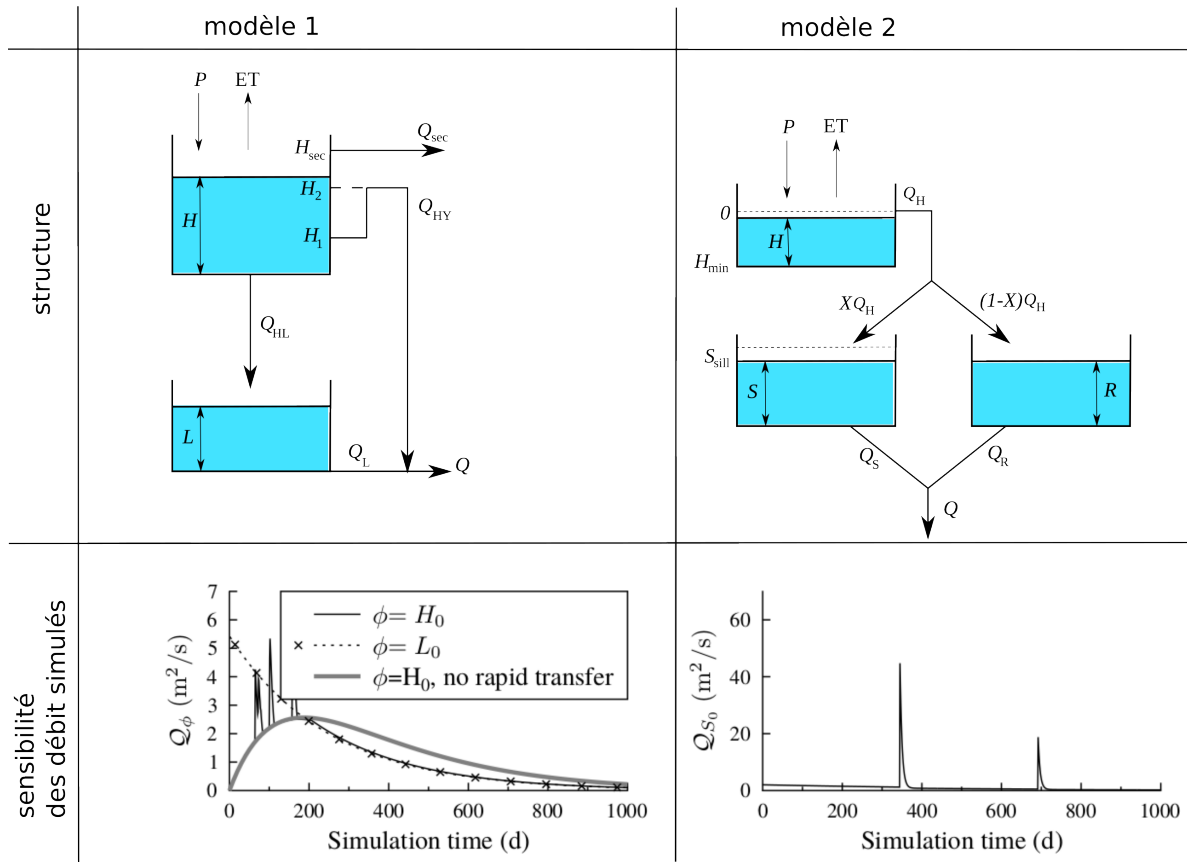 modèle 1
modèle 2
structure
P
ET
Q_sec
H_sec
H_2
H
Q_HY
H_1
Q_HL
L
Q_L
Q
P
ET
Q_H
0
H
H_min
XQ_H
(1-X)Q_H
S_sill
S
R
Q_S
Q_R
Q
sensibilité
des débit simulés
Q_ϕ (m²/s)
7
6
5
4
3
2
1
0
ϕ= H_0
ϕ= L_0
ϕ=H_0, no rapid transfer
0 200 400 600 800 1000
Simulation time (d)
Q_{S_0} (m²/s)
60
40
20
0
0 200 400 600 800 1000
Simulation time (d)